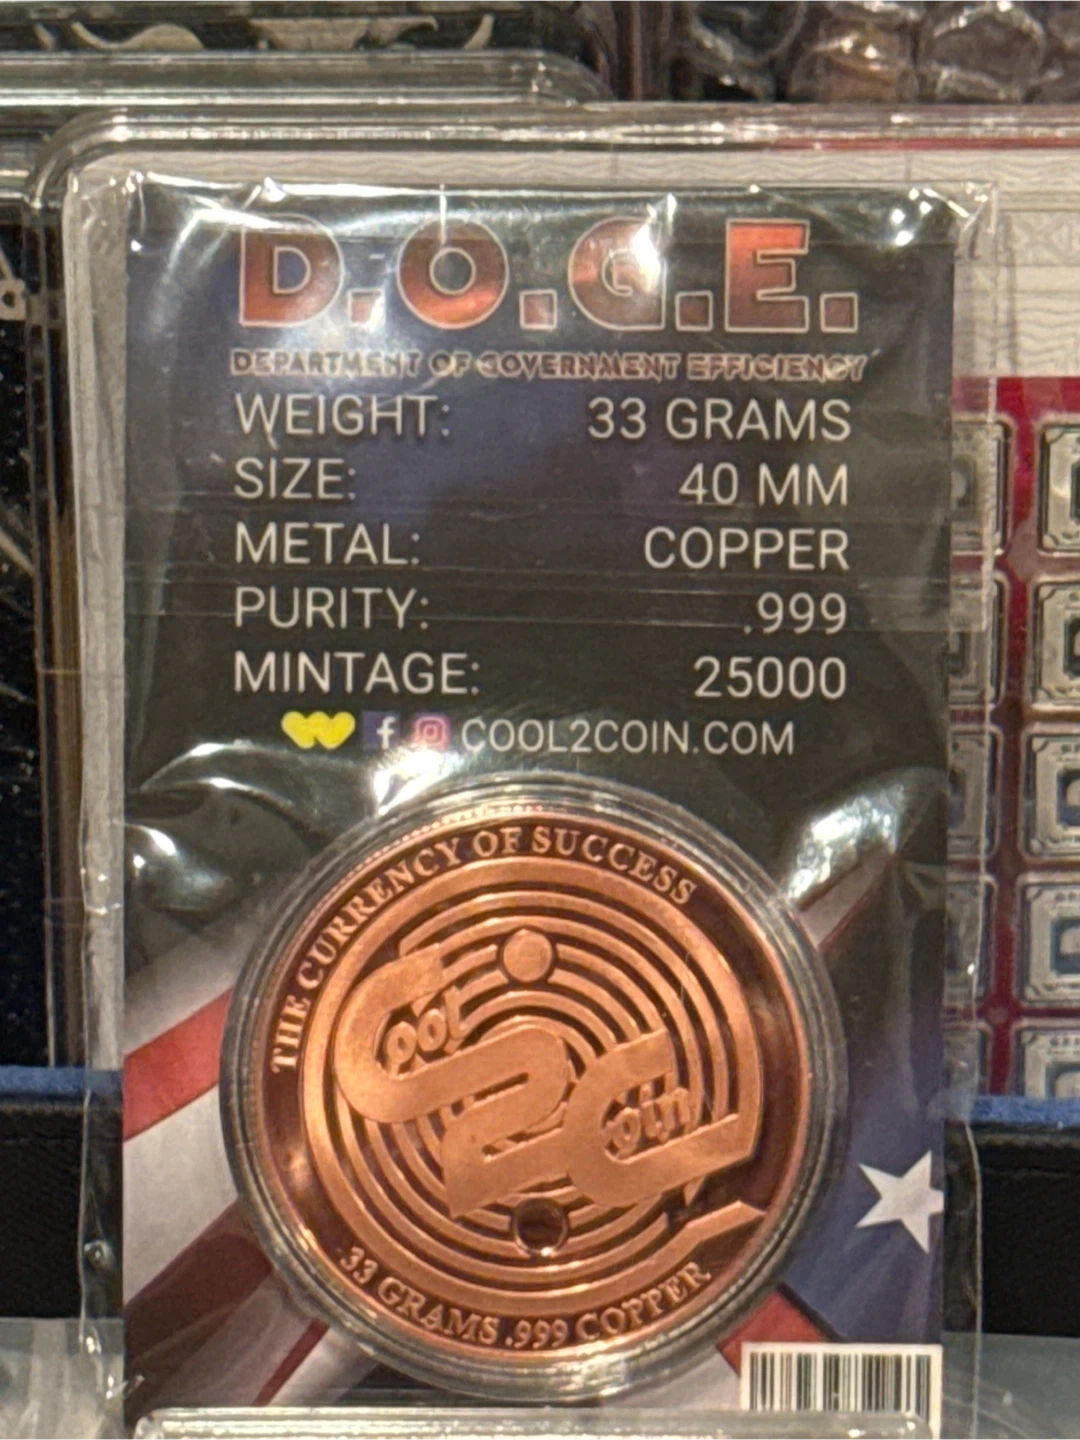 D.O.G.E.
DEPARTMENT OF GOVERNMENT EFFICIENCY
WEIGHT: 33 GRAMS
SIZE: 40 MM
METAL: COPPER
PURITY: .999
MINTAGE: 25000
COOL2COIN.COM
THE CURRENCY OF SUCCESS
Cool
2
Coin
33 GRAMS .999 COPPER